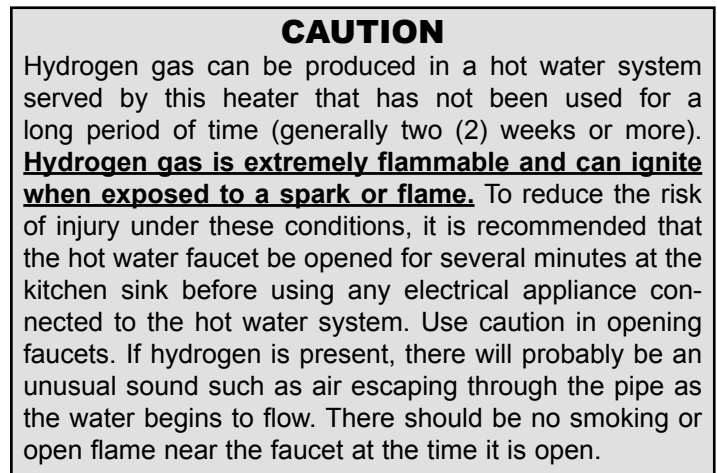 CAUTION
Hydrogen gas can be produced in a hot water system
served by this heater that has not been used for a
long period of time (generally two (2) weeks or more).
Hydrogen gas is extremely flammable and can ignite
when exposed to a spark or flame. To reduce the risk
of injury under these conditions, it is recommended that
the hot water faucet be opened for several minutes at the
kitchen sink before using any electrical appliance con-
nected to the hot water system. Use caution in opening
faucets. If hydrogen is present, there will probably be an
unusual sound such as air escaping through the pipe as
the water begins to flow. There should be no smoking or
open flame near the faucet at the time it is open.